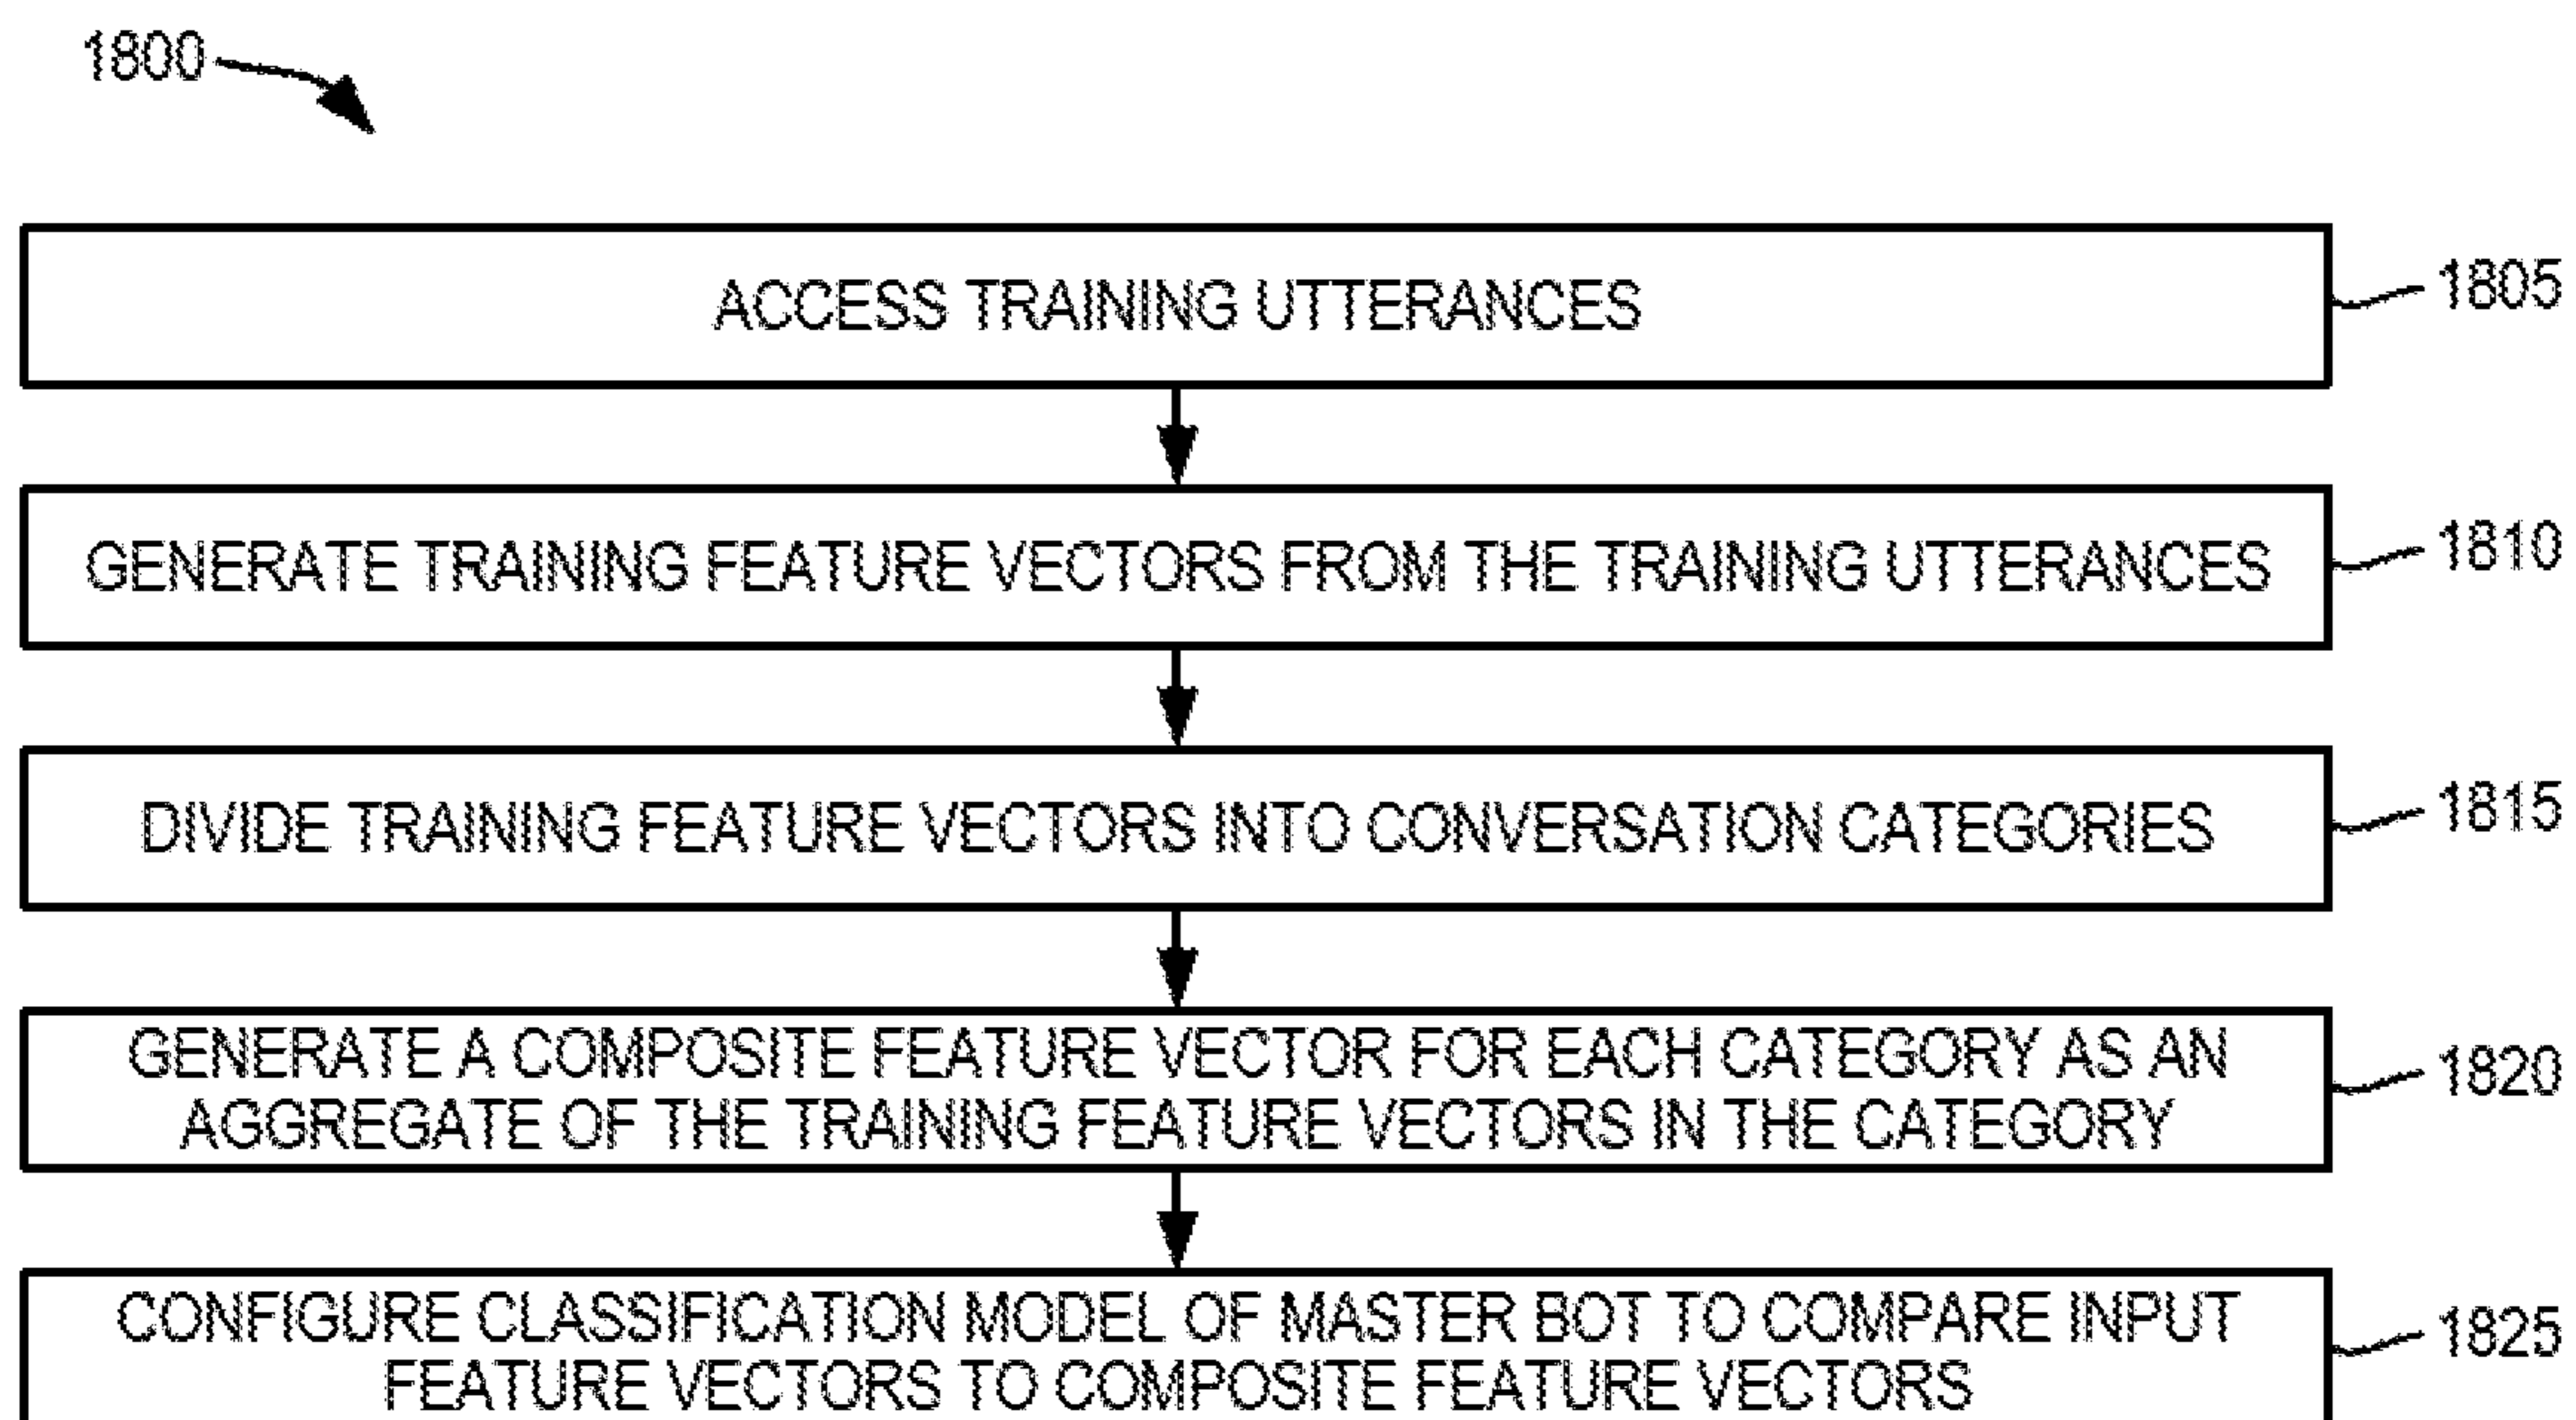 1800
ACCESS TRAINING UTTERANCES
1805
GENERATE TRAINING FEATURE VECTORS FROM THE TRAINING UTTERANCES
1810
DIVIDE TRAINING FEATURE VECTORS INTO CONVERSATION CATEGORIES
1815
GENERATE A COMPOSITE FEATURE VECTOR FOR EACH CATEGORY AS AN
AGGREGATE OF THE TRAINING FEATURE VECTORS IN THE CATEGORY
1820
CONFIGURE CLASSIFICATION MODEL OF MASTER BOT TO COMPARE INPUT
FEATURE VECTORS TO COMPOSITE FEATURE VECTORS
1825